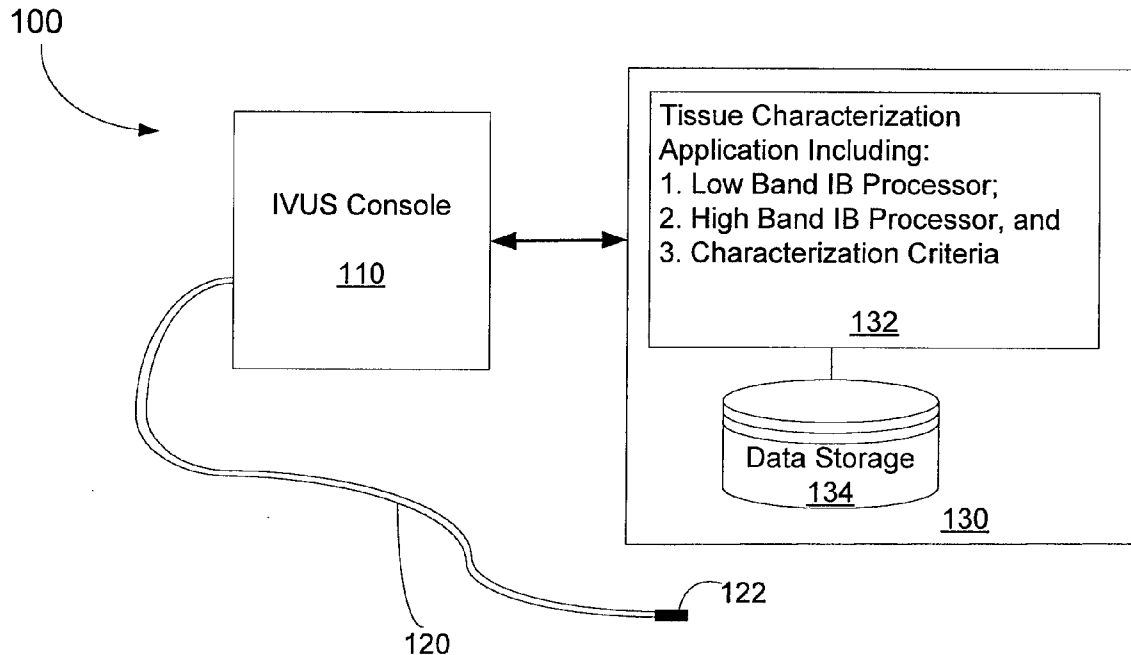 100
IVUS Console
110
Tissue Characterization
Application Including:
1. Low Band IB Processor;
2. High Band IB Processor, and
3. Characterization Criteria
132
Data Storage
134
130
122
120